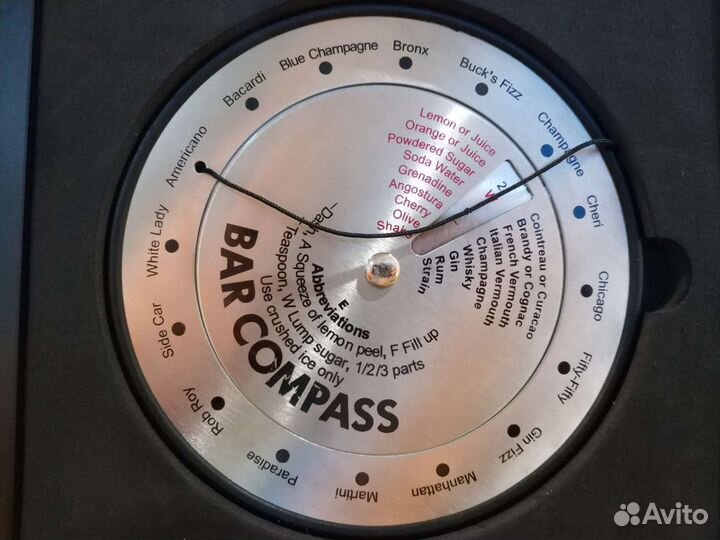 Americano
Bacardi
Blue Champagne
Bronx
Buck's Fizz
Champagne
Cheri
Chicago
Fifty-Fifty
Gin Fizz
Manhattan
Martini
Paradise
Rob Roy
Side Car
White Lady
Lemon or Juice
Orange or Juice
Powdered Sugar
Soda Water
Grenadine
Angostura
Cherry
Olive
Shake
2
Cointreau or Curacao
Brandy or Cognac
French Vermouth
Italian Vermouth
Champagne
Whisky
Gin
Rum
Strain
E
Abbreviations
A Squeeze of lemon peel, F Fill up
Teaspoon, W Lump sugar, 1/2/3 parts
Use crushed ice only
BAR COMPASS
Avito